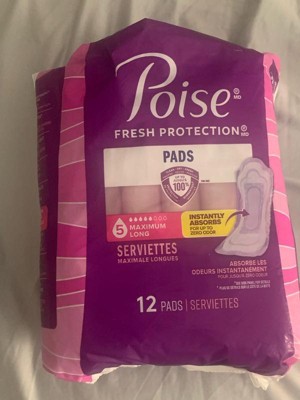 Poise MD
FRESH PROTECTION MD
PADS
100%
5 MAXIMUM
LONG
INSTANTLY
ABSORBS
FOR UP TO
ZERO ODOR
SERVIETTES
MAXIMALE LONGUES
ABSORBE LES
ODEURS INSTANTANÉMENT
12 PADS | SERVIETTES